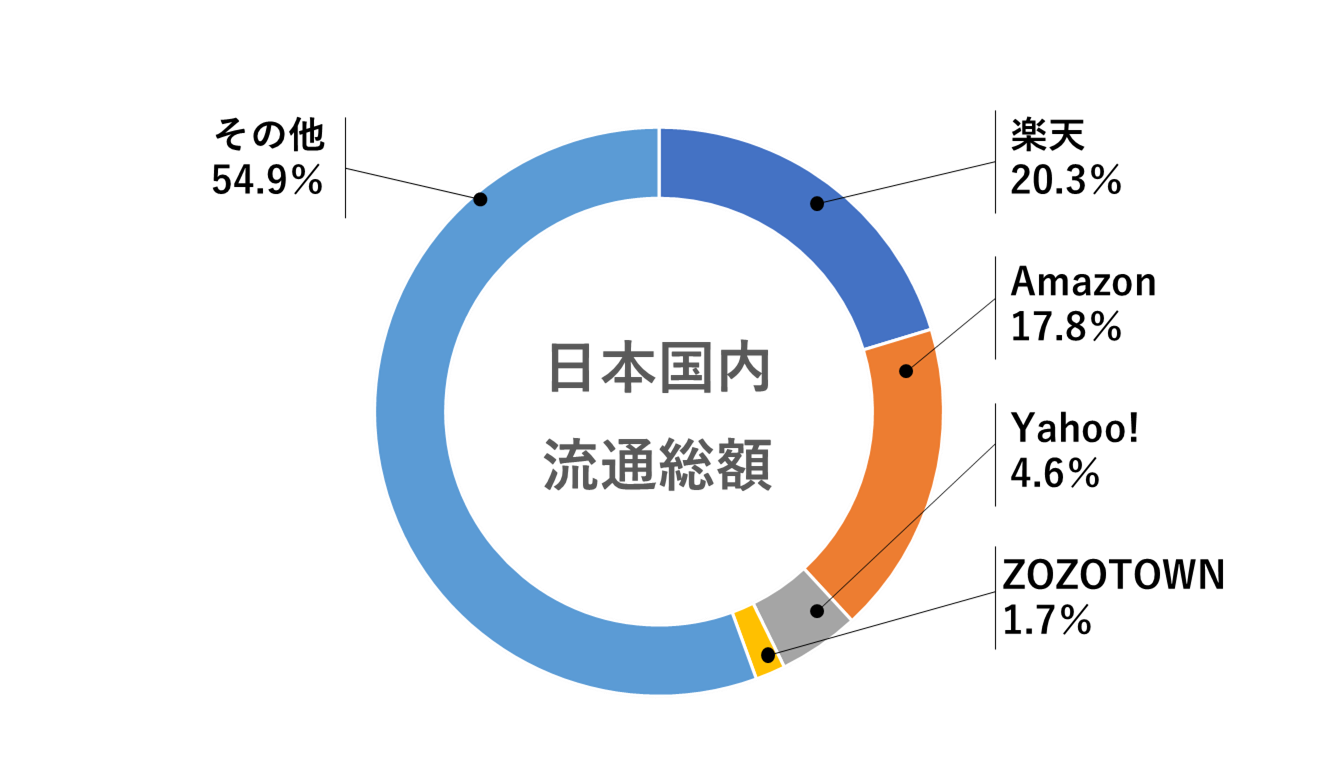 その他
54.9%
楽天
20.3%
Amazon
17.8%
Yahoo!
4.6%
ZOZOTOWN
1.7%
日本国内
流通総額